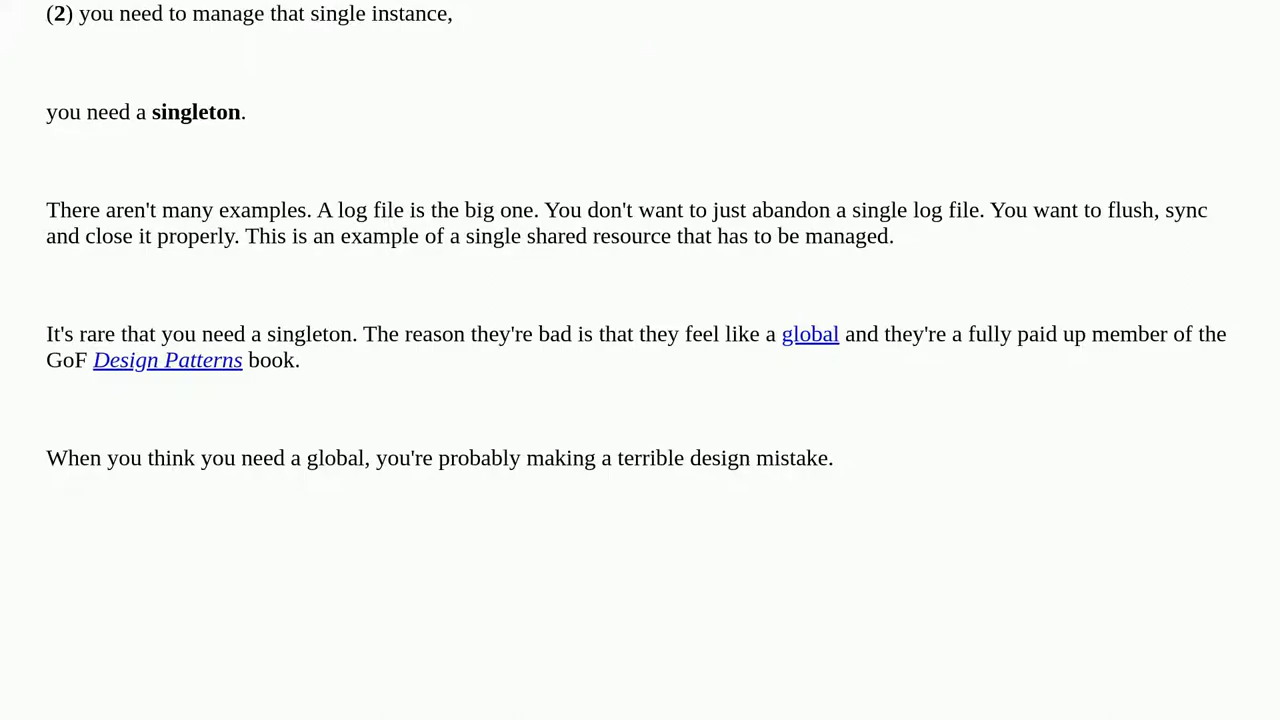 (2) you need to manage that single instance,
you need a singleton.
There aren't many examples. A log file is the big one. You don't want to just abandon a single log file. You want to flush, sync
and close it properly. This is an example of a single shared resource that has to be managed.
It's rare that you need a singleton. The reason they're bad is that they feel like a global and they're a fully paid up member of the
GoF Design Patterns book.
When you think you need a global, you're probably making a terrible design mistake.